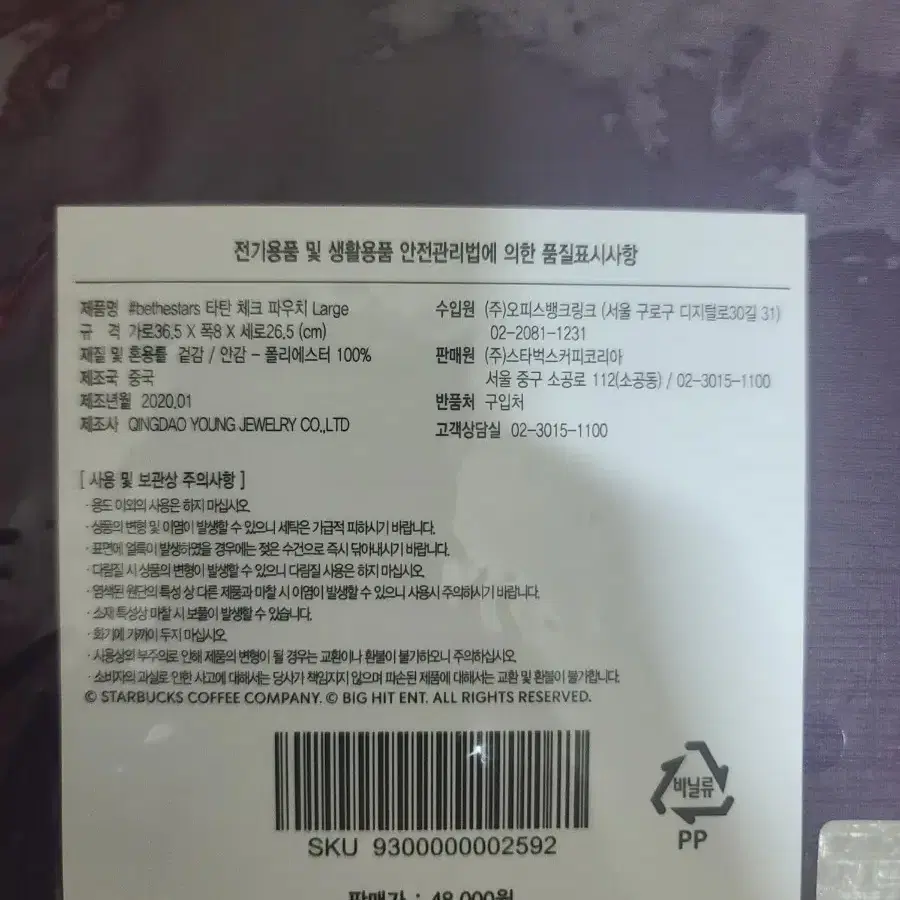 전기용품 및 생활용품 안전관리법에 의한 품질표시사항
제품명 #bethestars 타탄 체크 파우치 Large
규 격 가로36.5 X 폭8 X 세로26.5 (cm)
재질 및 혼용률 겉감 / 안감 - 폴리에스터 100%
제조국 중국
제조년월 2020.01
제조사 QINGDAO YOUNG JEWELRY CO.,LTD
수입원 (주)오피스뱅크링크 (서울 구로구 디지털로30길 31)
02-2081-1231
판매원 (주)스타벅스커피코리아
서울 중구 소공로 112(소공동) / 02-3015-1100
반품처 구입처
고객상담실 02-3015-1100
[ 사용 및 보관상 주의사항 ]
· 용도 이외의 사용은 하지 마십시오.
· 상품의 변형 및 이염이 발생할 수 있으니 세탁은 가급적 피하시기 바랍니다.
· 표면에 얼룩이 발생하였을 경우에는 젖은 수건으로 즉시 닦아내시기 바랍니다.
· 다림질 시 상품의 변형이 발생할 수 있으니 다림질 사용은 하지 마십시오.
· 염색된 원단의 특성 상 다른 제품과 마찰 시 이염이 발생할 수 있으니 사용시 주의하시기 바랍니다.
· 소재 특성상 마찰 시 보풀이 발생할 수 있습니다.
· 화기에 가까이 두지 마십시오.
· 사용상의 부주의로 인해 제품의 변형이 될 경우는 교환이나 환불이 불가하오니 주의하십시오.
· 소비자의 과실로 인한 사고에 대해서는 당사가 책임지지 않으며 파손된 제품에 대해서는 교환 및 환불이 불가합니다.
© STARBUCKS COFFEE COMPANY. © BIG HIT ENT. ALL RIGHTS RESERVED.
SKU 9300000002592
비닐류
PP
판매가 : 48,000원